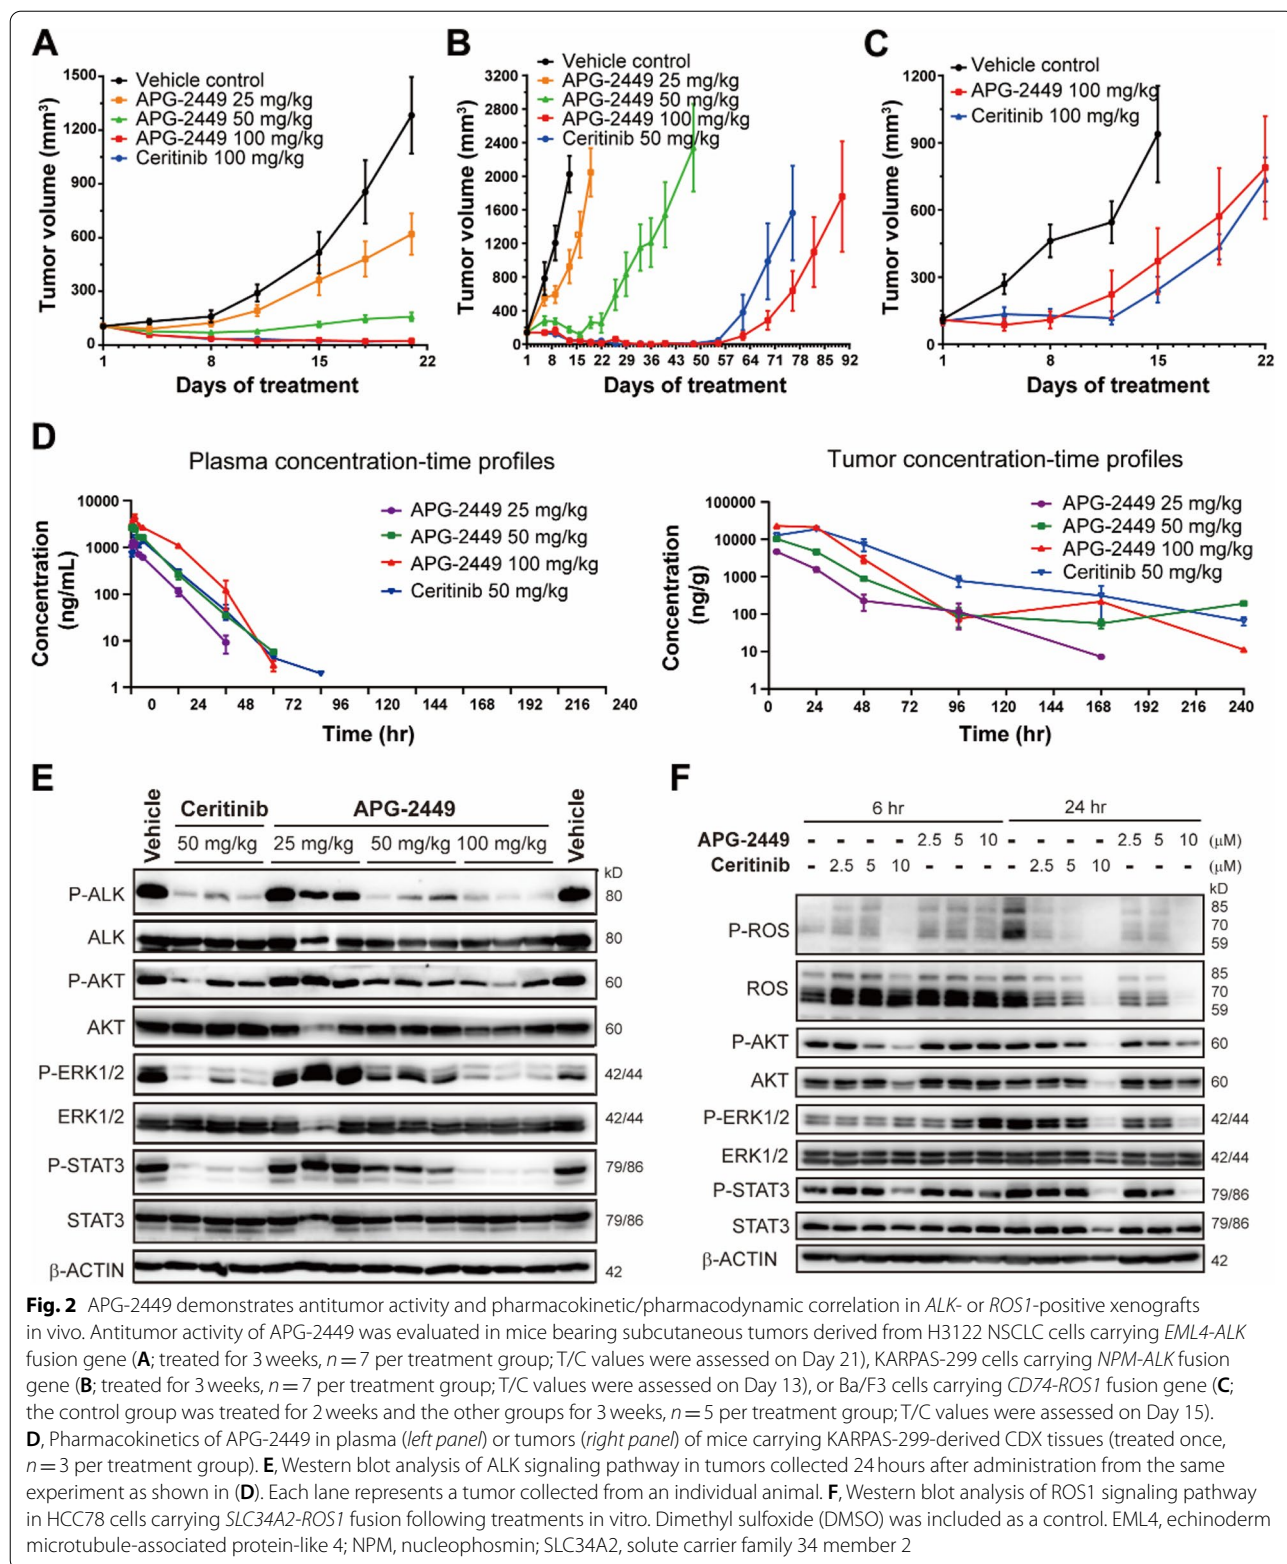 A
B
C
Tumor volume (mm³)
1500
1200
900
600
300
0
1
8
15
22
Days of treatment
Vehicle control
APG-2449 25 mg/kg
APG-2449 50 mg/kg
APG-2449 100 mg/kg
Ceritinib 100 mg/kg
Tumor volume (mm³)
3200
2800
2400
2000
1600
1200
800
400
0
1 8 15 22 29 36 43 50 57 64 71 78 85 92
Days of treatment
Vehicle control
APG-2449 25 mg/kg
APG-2449 50 mg/kg
APG-2449 100 mg/kg
Ceritinib 50 mg/kg
Tumor volume (mm³)
1200
900
600
300
0
1 8 15 22
Days of treatment
Vehicle control
APG-2449 100 mg/kg
Ceritinib 100 mg/kg
D
Plasma concentration-time profiles
Concentration
(ng/mL)
10000
1000
100
10
1
0 24 48 72 96 120 144 168 192 216 240
Time (hr)
APG-2449 25 mg/kg
APG-2449 50 mg/kg
APG-2449 100 mg/kg
Ceritinib 50 mg/kg
Tumor concentration-time profiles
Concentration
(ng/g)
100000
10000
1000
100
10
1
0 24 48 72 96 120 144 168 192 216 240
Time (hr)
APG-2449 25 mg/kg
APG-2449 50 mg/kg
APG-2449 100 mg/kg
Ceritinib 50 mg/kg
E
Vehicle
Ceritinib
APG-2449
Vehicle
50 mg/kg 25 mg/kg 50 mg/kg 100 mg/kg
kD
P-ALK 80
ALK 80
P-AKT 60
AKT 60
P-ERK1/2 42/44
ERK1/2 42/44
P-STAT3 79/86
STAT3 79/86
β-ACTIN 42
F
6 hr 24 hr
APG-2449 - - - - 2.5 5 10 - - - - 2.5 5 10 (μM)
Ceritinib - 2.5 5 10 - - - - 2.5 5 10 - - - (μM)
kD
P-ROS 85
70
59
ROS 85
70
59
P-AKT 60
AKT 60
P-ERK1/2 42/44
ERK1/2 42/44
P-STAT3 79/86
STAT3 79/86
β-ACTIN 42
Fig. 2 APG-2449 demonstrates antitumor activity and pharmacokinetic/pharmacodynamic correlation in ALK- or ROS1-positive xenografts
in vivo. Antitumor activity of APG-2449 was evaluated in mice bearing subcutaneous tumors derived from H3122 NSCLC cells carrying EML4-ALK
fusion gene (A; treated for 3 weeks, n = 7 per treatment group; T/C values were assessed on Day 21), KARPAS-299 cells carrying NPM-ALK fusion
gene (B; treated for 3 weeks, n = 7 per treatment group; T/C values were assessed on Day 13), or Ba/F3 cells carrying CD74-ROS1 fusion gene (C;
the control group was treated for 2 weeks and the other groups for 3 weeks, n = 5 per treatment group; T/C values were assessed on Day 15).
D, Pharmacokinetics of APG-2449 in plasma (left panel) or tumors (right panel) of mice carrying KARPAS-299-derived CDX tissues (treated once,
n = 3 per treatment group). E, Western blot analysis of ALK signaling pathway in tumors collected 24 hours after administration from the same
experiment as shown in (D). Each lane represents a tumor collected from an individual animal. F, Western blot analysis of ROS1 signaling pathway
in HCC78 cells carrying SLC34A2-ROS1 fusion following treatments in vitro. Dimethyl sulfoxide (DMSO) was included as a control. EML4, echinoderm
microtubule-associated protein-like 4; NPM, nucleophosmin; SLC34A2, solute carrier family 34 member 2